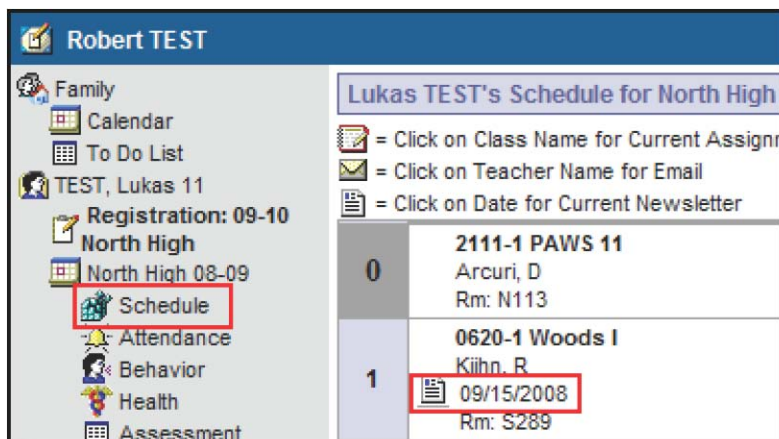 Robert TEST
Family
Calendar
To Do List
TEST, Lukas 11
Registration: 09-10
North High
North High 08-09
Schedule
Attendance
Behavior
Health
Assessment
Lukas TEST's Schedule for North High
= Click on Class Name for Current Assignm
= Click on Teacher Name for Email
= Click on Date for Current Newsletter
0
2111-1 PAWS 11
Arcuri, D
Rm: N113
1
0620-1 Woods I
Kiihn, R
09/15/2008
Rm: S289